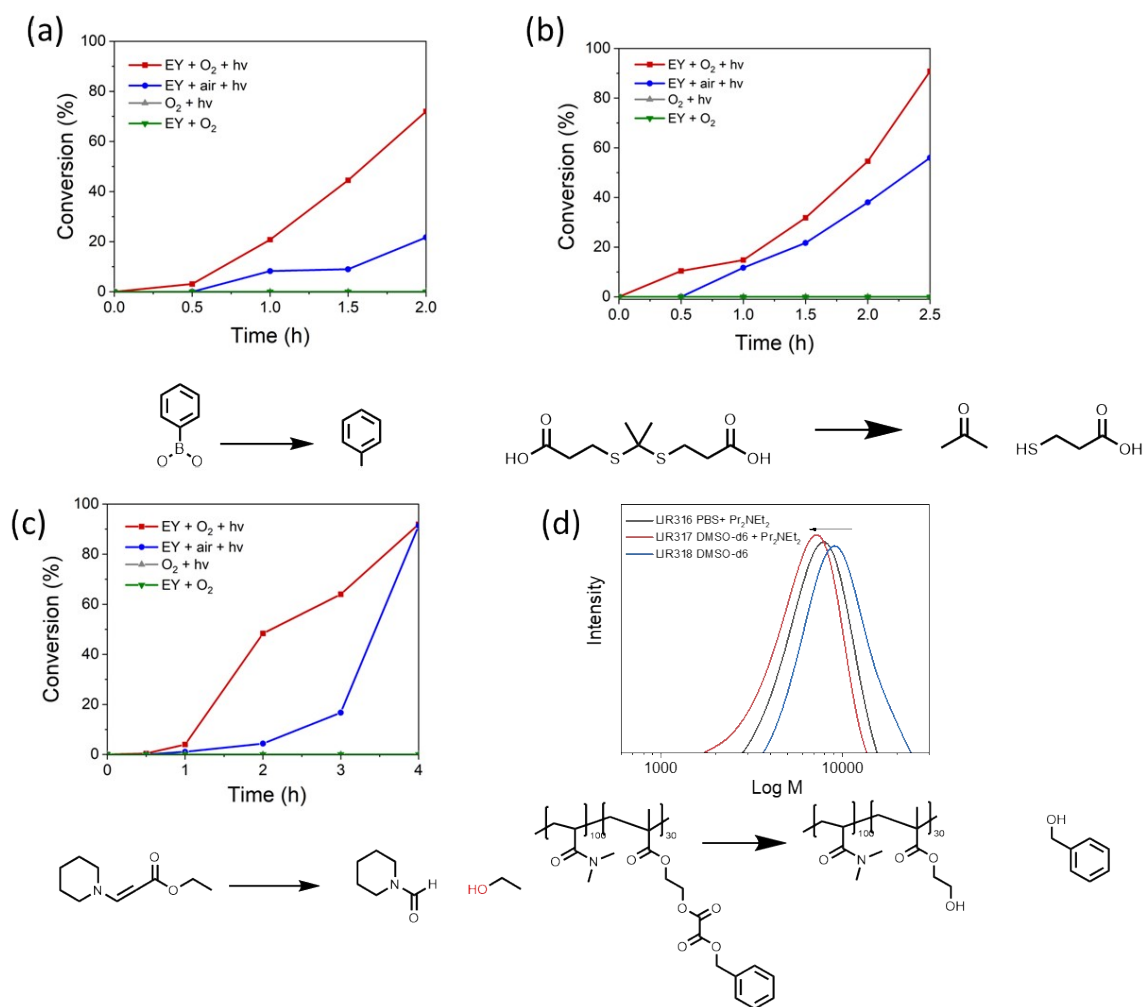 (a)
100
80
60
40
20
0
Conversion (%)
EY + O₂ + hv
EY + air + hv
O₂ + hv
EY + O₂
0.0 0.5 1.0 1.5 2.0
Time (h)
(b)
100
80
60
40
20
0
Conversion (%)
EY + O₂ + hv
EY + air + hv
O₂ + hv
EY + O₂
0.0 0.5 1.0 1.5 2.0 2.5
Time (h)
B
O O
O O
HO S S OH
O O
HS OH
(c)
100
80
60
40
20
0
Conversion (%)
EY + O₂ + hv
EY + air + hv
O₂ + hv
EY + O₂
0 1 2 3 4
Time (h)
(d)
Intensity
LIR316 PBS+ Pr₂NEt₂
LIR317 DMSO-d6 + Pr₂NEt₂
LIR318 DMSO-d6
1000 10000
Log M
O
N O
N H
O
HO
100 30
O N O
O
O
O
O
O
100 30
O N O
O
OH
OH